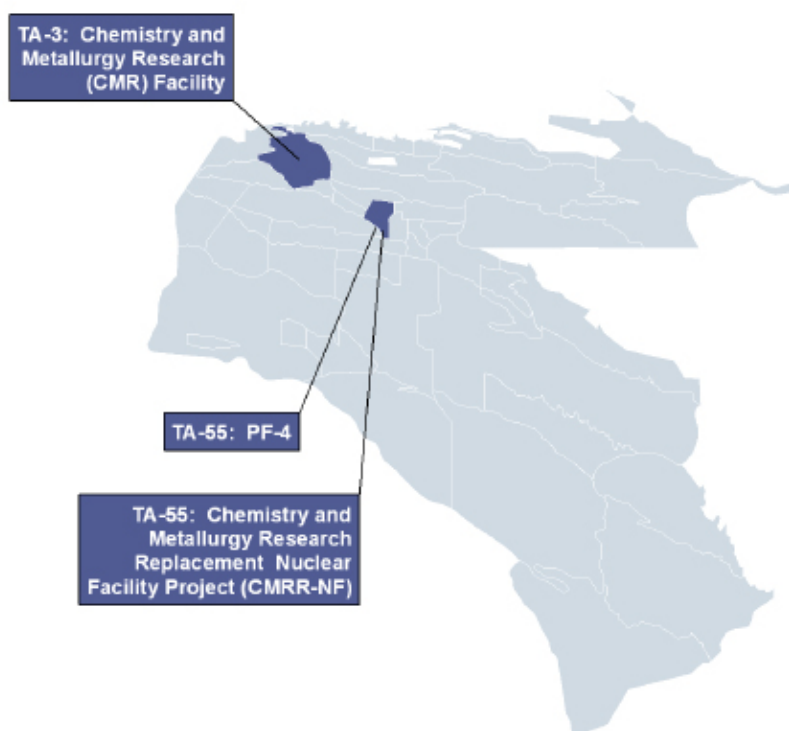 TA-3: Chemistry and
Metallurgy Research
(CMR) Facility
TA-55: PF-4
TA-55: Chemistry and
Metallurgy Research
Replacement Nuclear
Facility Project (CMRR-NF)